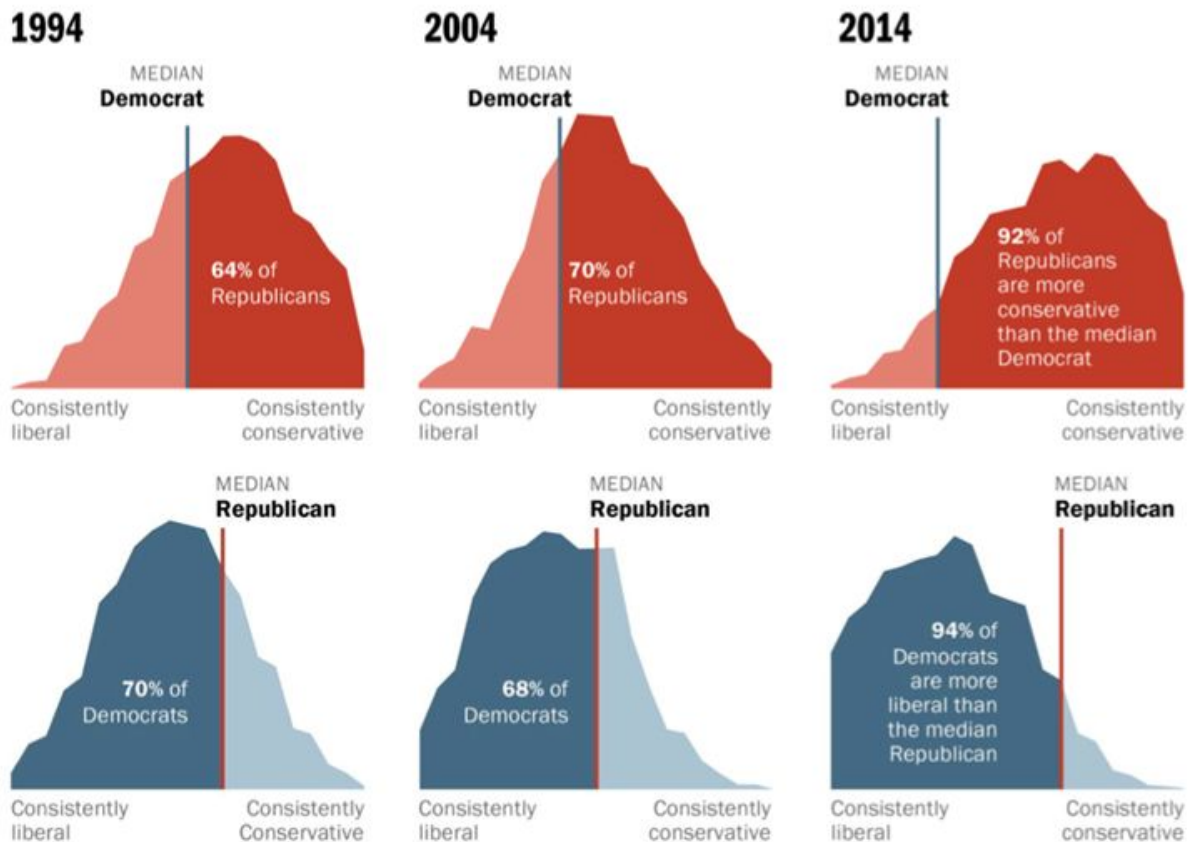 1994
MEDIAN
Democrat
64% of
Republicans
Consistently
liberal
Consistently
conservative
2004
MEDIAN
Democrat
70% of
Republicans
Consistently
liberal
Consistently
conservative
2014
MEDIAN
Democrat
92% of
Republicans
are more
conservative
than the median
Democrat
Consistently
liberal
Consistently
conservative
MEDIAN
Republican
70% of
Democrats
Consistently
liberal
Consistently
Conservative
MEDIAN
Republican
68% of
Democrats
Consistently
liberal
Consistently
conservative
MEDIAN
Republican
94% of
Democrats
are more
liberal than
the median
Republican
Consistently
liberal
Consistently
conservative